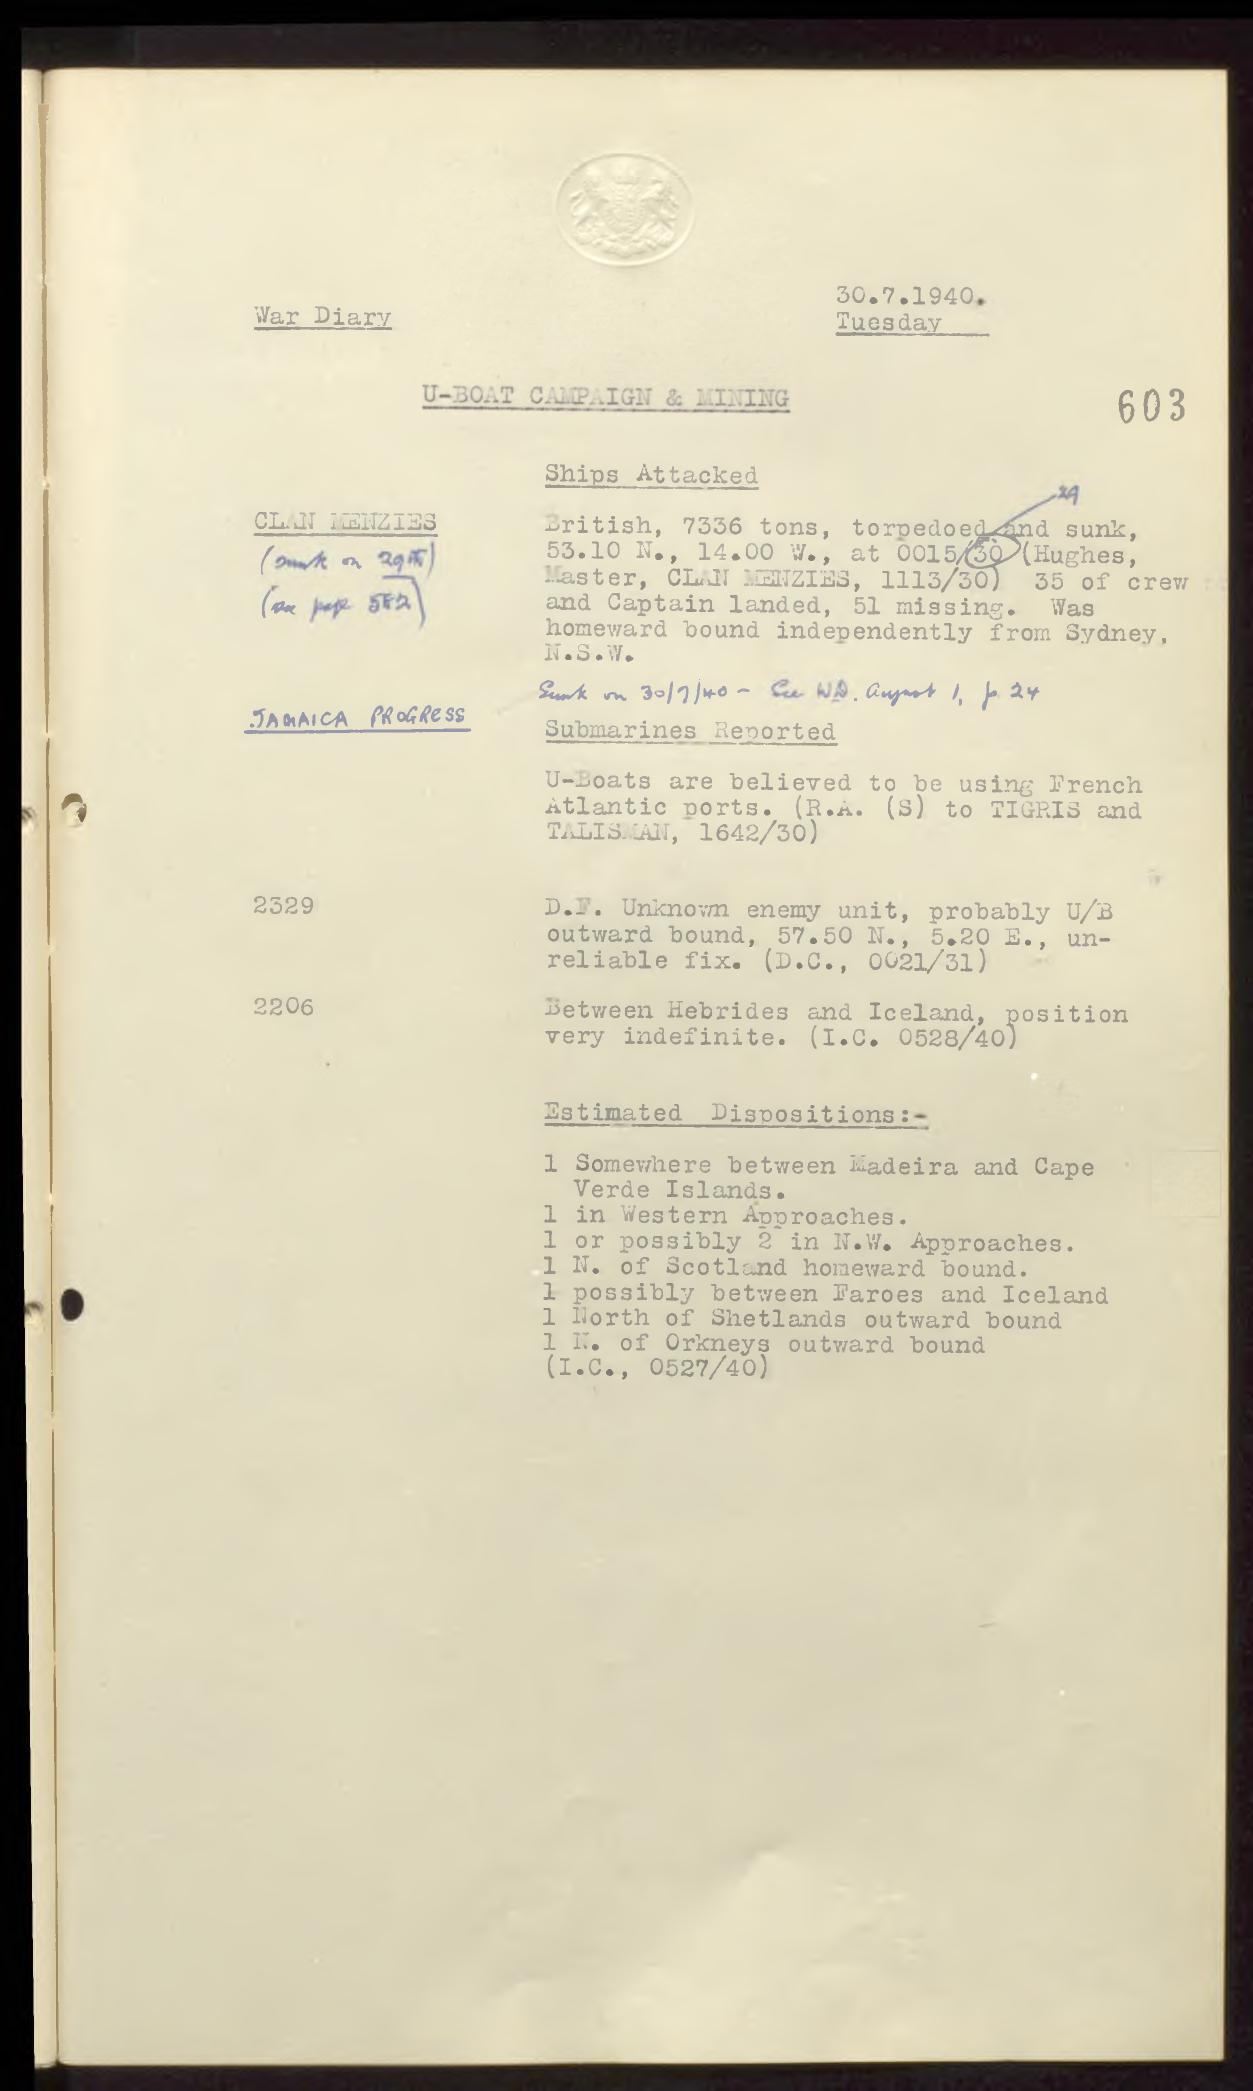 War Diary
30.7.1940.
Tuesday
U-BOAT CAMPAIGN & MINING
603
Ships Attacked
29
CLAN MENZIES
(sunk on 29th)
(see page 582)
British, 7336 tons, torpedoed and sunk,
53.10 N., 14.00 W., at 0015/30 (Hughes,
Master, CLAN MENZIES, 1113/30) 35 of crew
and Captain landed, 51 missing. Was
homeward bound independently from Sydney,
N.S.W.
JAMAICA PROGRESS
Sunk on 30/7/40 - See WD. August 1, p. 24
Submarines Reported
U-Boats are believed to be using French
Atlantic ports. (R.A. (S) to TIGRIS and
TALISMAN, 1642/30)
2329
D.F. Unknown enemy unit, probably U/B
outward bound, 57.50 N., 5.20 E., un-
reliable fix. (D.C., 0021/31)
2206
Between Hebrides and Iceland, position
very indefinite. (I.C. 0528/40)
Estimated Dispositions:-
1 Somewhere between Madeira and Cape
Verde Islands.
1 in Western Approaches.
1 or possibly 2 in N.W. Approaches.
1 N. of Scotland homeward bound.
1 possibly between Faroes and Iceland
1 North of Shetlands outward bound
1 N. of Orkneys outward bound
(I.C., 0527/40)